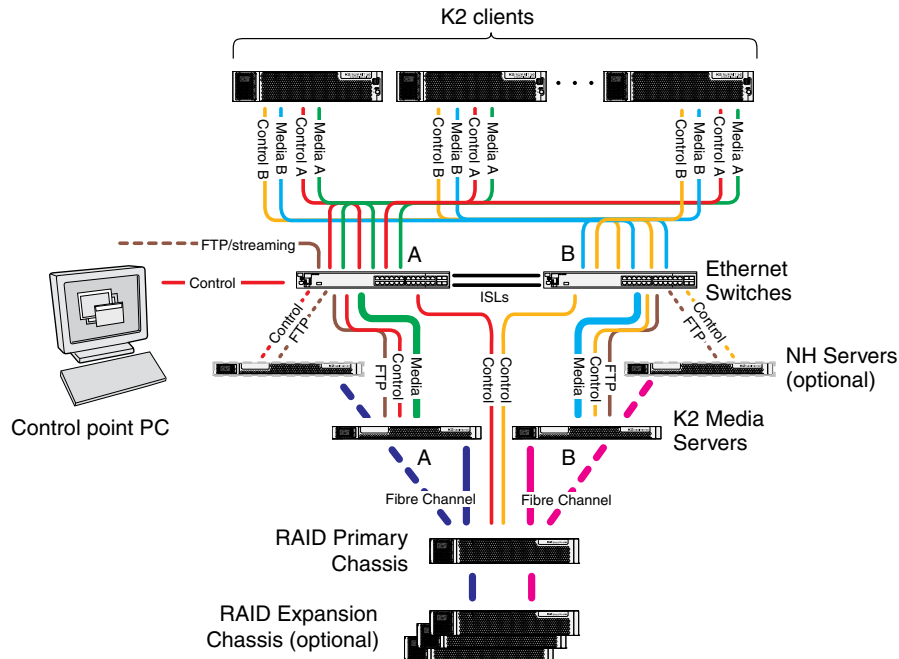 K2 clients
Control B
Media B
Control A
Media A
Control B
Media B
Control A
Media A
Control B
Media B
Control A
Media A
FTP/streaming
A
B
Control
ISLs
Ethernet
Switches
Control
FTP
FTP
Control
Media
Control
Control
Media
Control
FTP
FTP
Control
NH Servers
(optional)
Control point PC
K2 Media
Servers
A
B
Fibre Channel
Fibre Channel
RAID Primary
Chassis
RAID Expansion
Chassis (optional)